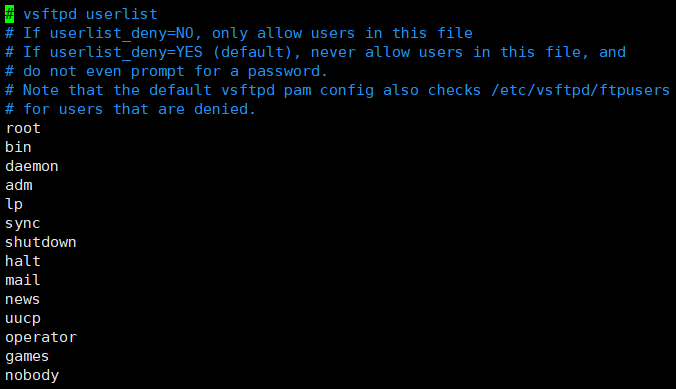 # vsftpd userlist
# If userlist_deny=NO, only allow users in this file
# If userlist_deny=YES (default), never allow users in this file, and
# do not even prompt for a password.
# Note that the default vsftpd pam config also checks /etc/vsftpd/ftpusers
# for users that are denied.
root
bin
daemon
adm
lp
sync
shutdown
halt
mail
news
uucp
operator
games
nobody